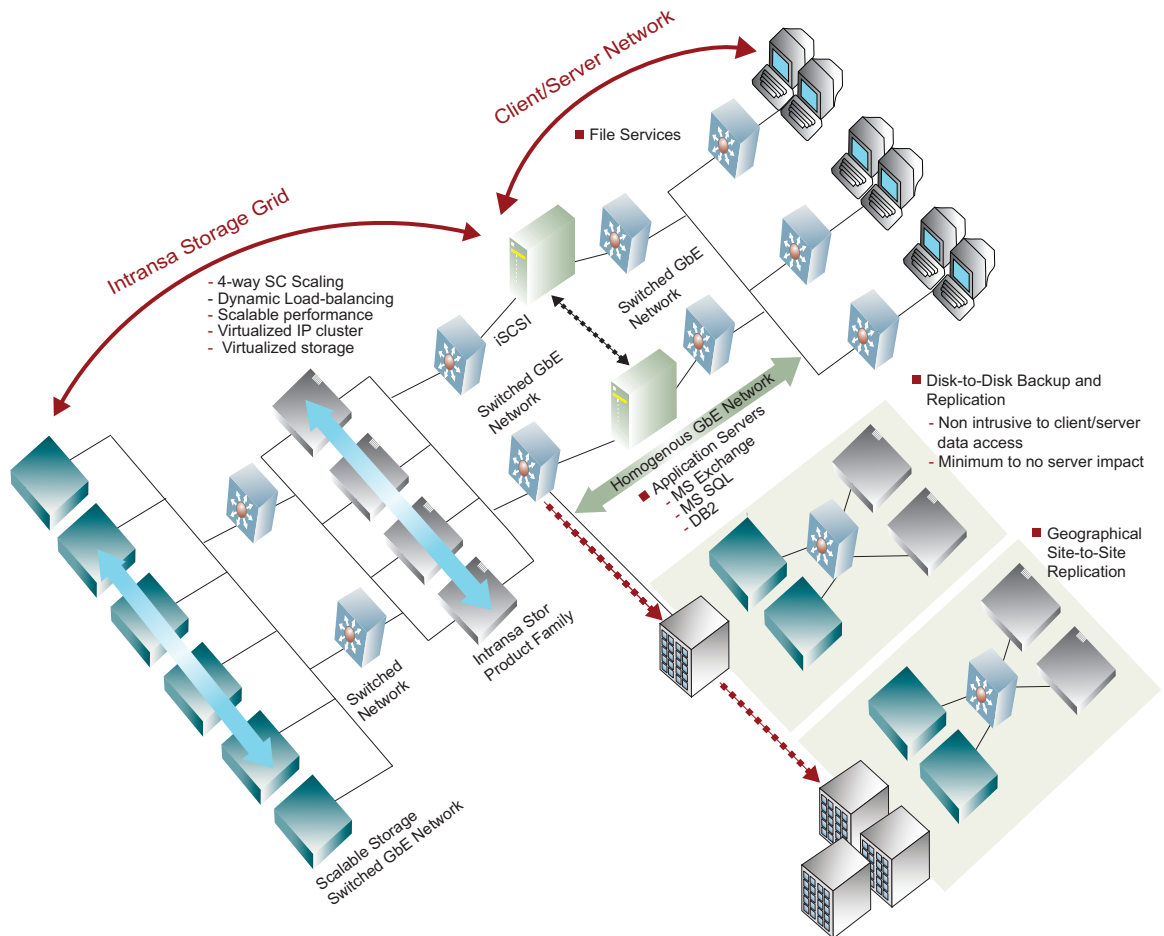 Client/Server Network
■ File Services
Intransa Storage Grid
- 4-way SC Scaling
- Dynamic Load-balancing
- Scalable performance
- Virtualized IP cluster
- Virtualized storage
iSCSI
Switched GbE
Network
Switched GbE
Network
Homogenous GbE Network
■ Application Servers
- MS Exchange
- MS SQL
- DB2
■ Disk-to-Disk Backup and
Replication
- Non intrusive to client/server
data access
- Minimum to no server impact
■ Geographical
Site-to-Site
Replication
Intransa Stor
Product Family
Switched
Network
Scalable Storage
Switched GbE Network